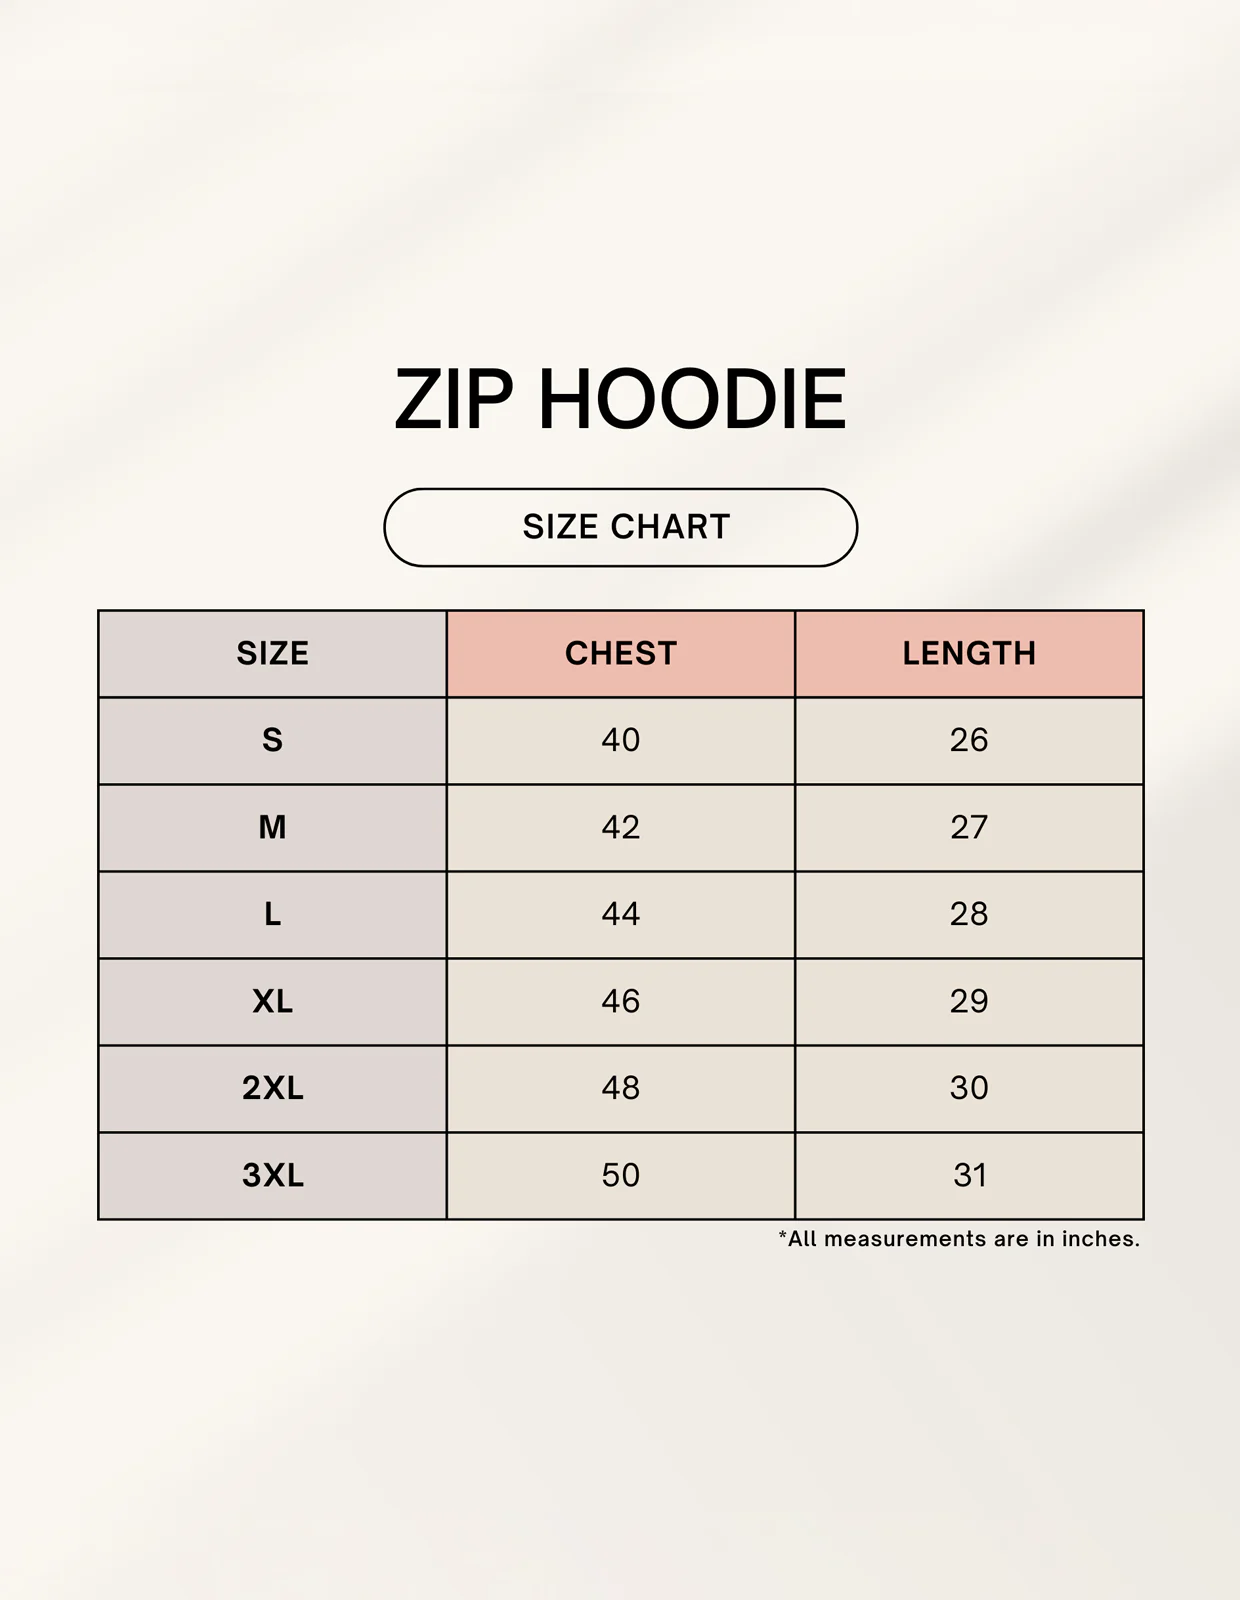 ZIP HOODIE
SIZE CHART
SIZE CHEST LENGTH
S 40 26
M 42 27
L 44 28
XL 46 29
2XL 48 30
3XL 50 31
*All measurements are in inches.